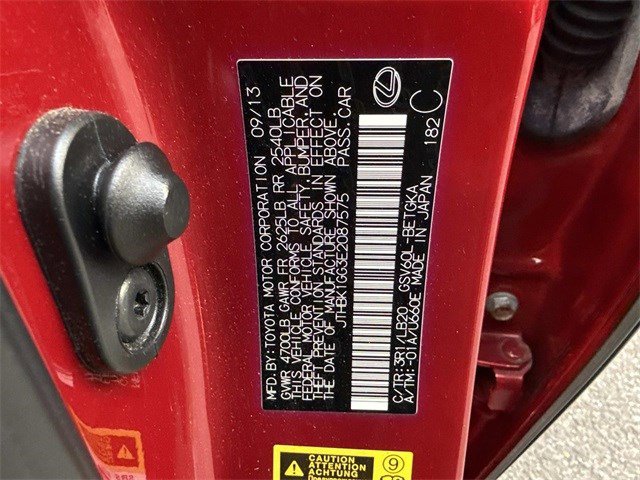 MFD. BY: TOYOTA MOTOR CORPORATION 09/13
GVWR 4700LB GAWR FR 2625LB RR 2540LB
THIS VEHICLE CONFORMS TO ALL APPLICABLE
FEDERAL MOTOR VEHICLE SAFETY, BUMPER, AND
THEFT PREVENTION STANDARDS IN EFFECT ON
THE DATE OF MANUFACTURE SHOWN ABOVE.
JTHBK1GG3E2087575 PASS. CAR
C/TR: 3R1/LB20 GSV60L-BETGKA
A/TM: -01A/U660E MADE IN JAPAN 182 C
CAUTION
ATTENTION
ACHTUNG
9